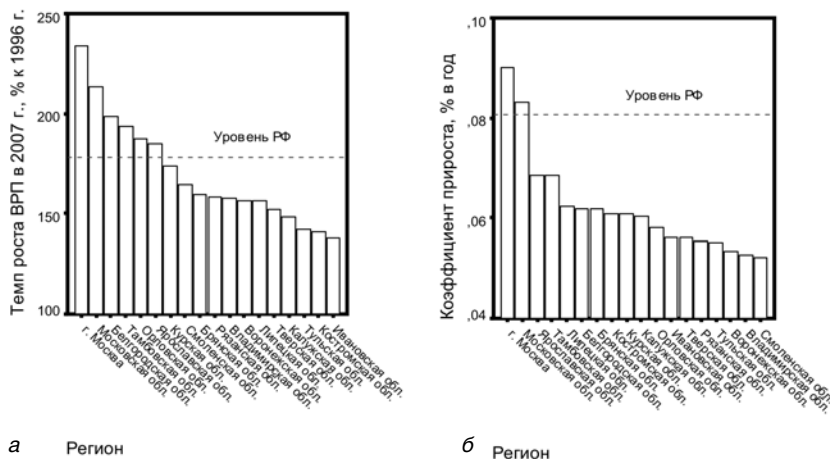 Темп роста ВРП в 2007 г., % к 1996 г.
250
200
150
100
Уровень РФ
г. Москва
Московская обл.
Белгородская обл.
Тамбовская обл.
Орловская обл.
Ярославская обл.
Курская обл.
Смоленская обл.
Брянская обл.
Рязанская обл.
Владимирская обл.
Воронежская обл.
Липецкая обл.
Тверская обл.
Калужская обл.
Тульская обл.
Костромская обл.
Ивановская обл.
а
Регион
Коэффициент прироста, % в год
,10
,08
,06
,04
Уровень РФ
г. Москва
Московская обл.
Ярославская обл.
Тамбовская обл.
Липецкая обл.
Белгородская обл.
Брянская обл.
Костромская обл.
Курская обл.
Калужская обл.
Орловская обл.
Ивановская обл.
Тверская обл.
Рязанская обл.
Тульская обл.
Воронежская обл.
Владимирская обл.
Смоленская обл.
б
Регион